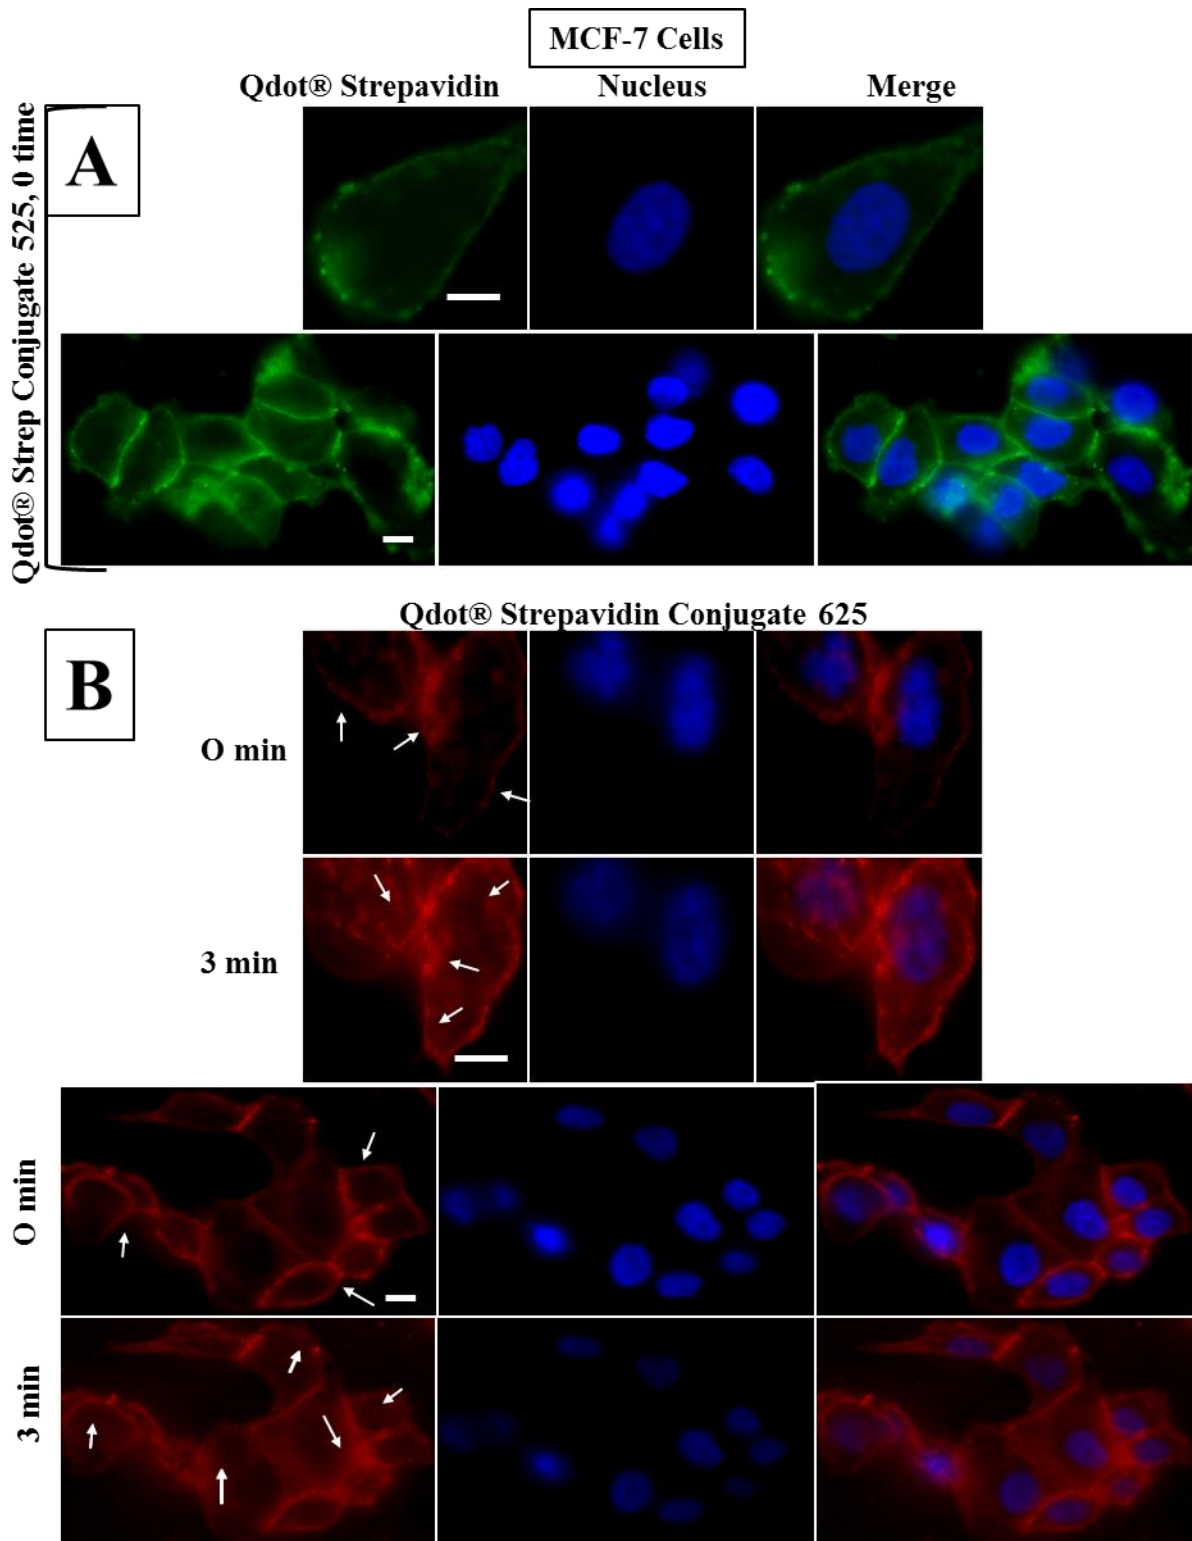 MCF-7 Cells
Qdot® Strepavidin
Nucleus
Merge
A
Qdot® Strep Conjugate 525, 0 time
Qdot® Strepavidin Conjugate 625
B
O min
3 min
O min
3 min